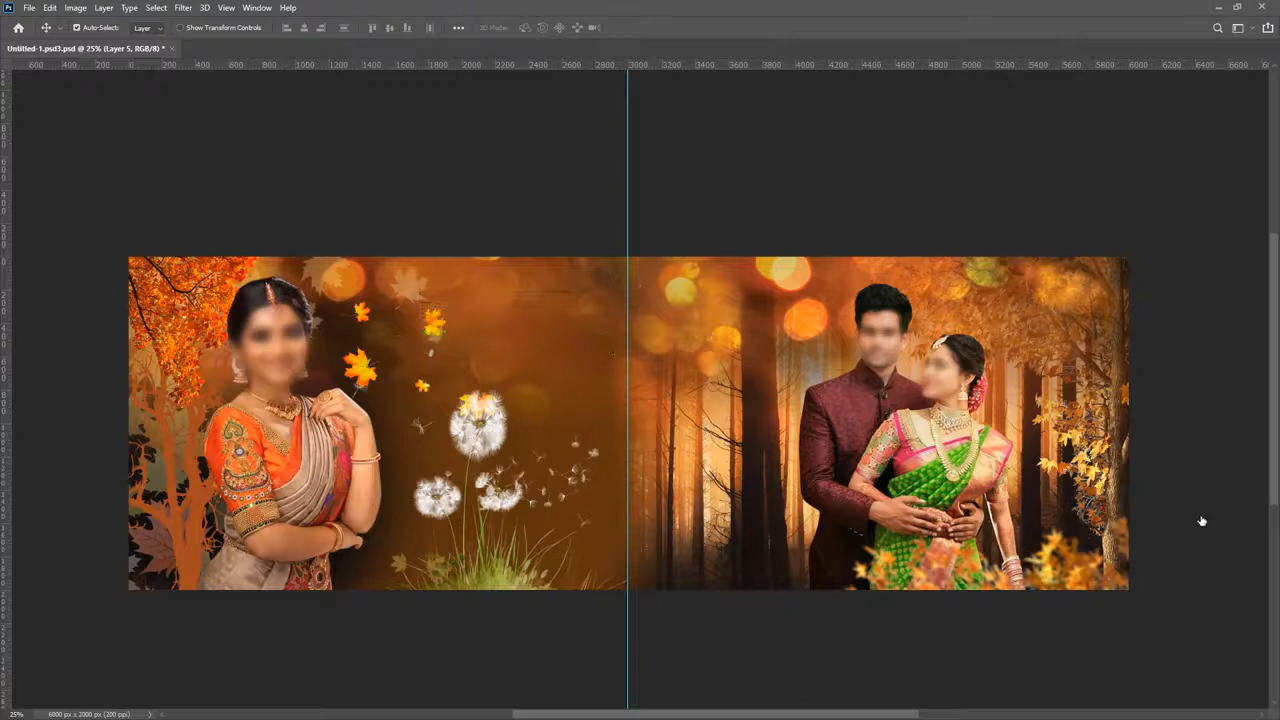 Ps File Edit Image Layer Type Select Filter 3D View Window Help
Auto-Select: Layer Show Transform Controls 3D Mode:
Untitled-1.psd3.psd @ 25% (Layer 5, RGB/8) *
600 400 200 0 200 400 600 800 1000 1200 1400 1600 1800 2000 2200 2400 2600 2800 3000 3200 3400 3600 3800 4000 4200 4400 4600 4800 5000 5200 5400 5600 5800 6000 6200 6400 6600
25% 6000 px x 2000 px (200 ppi)